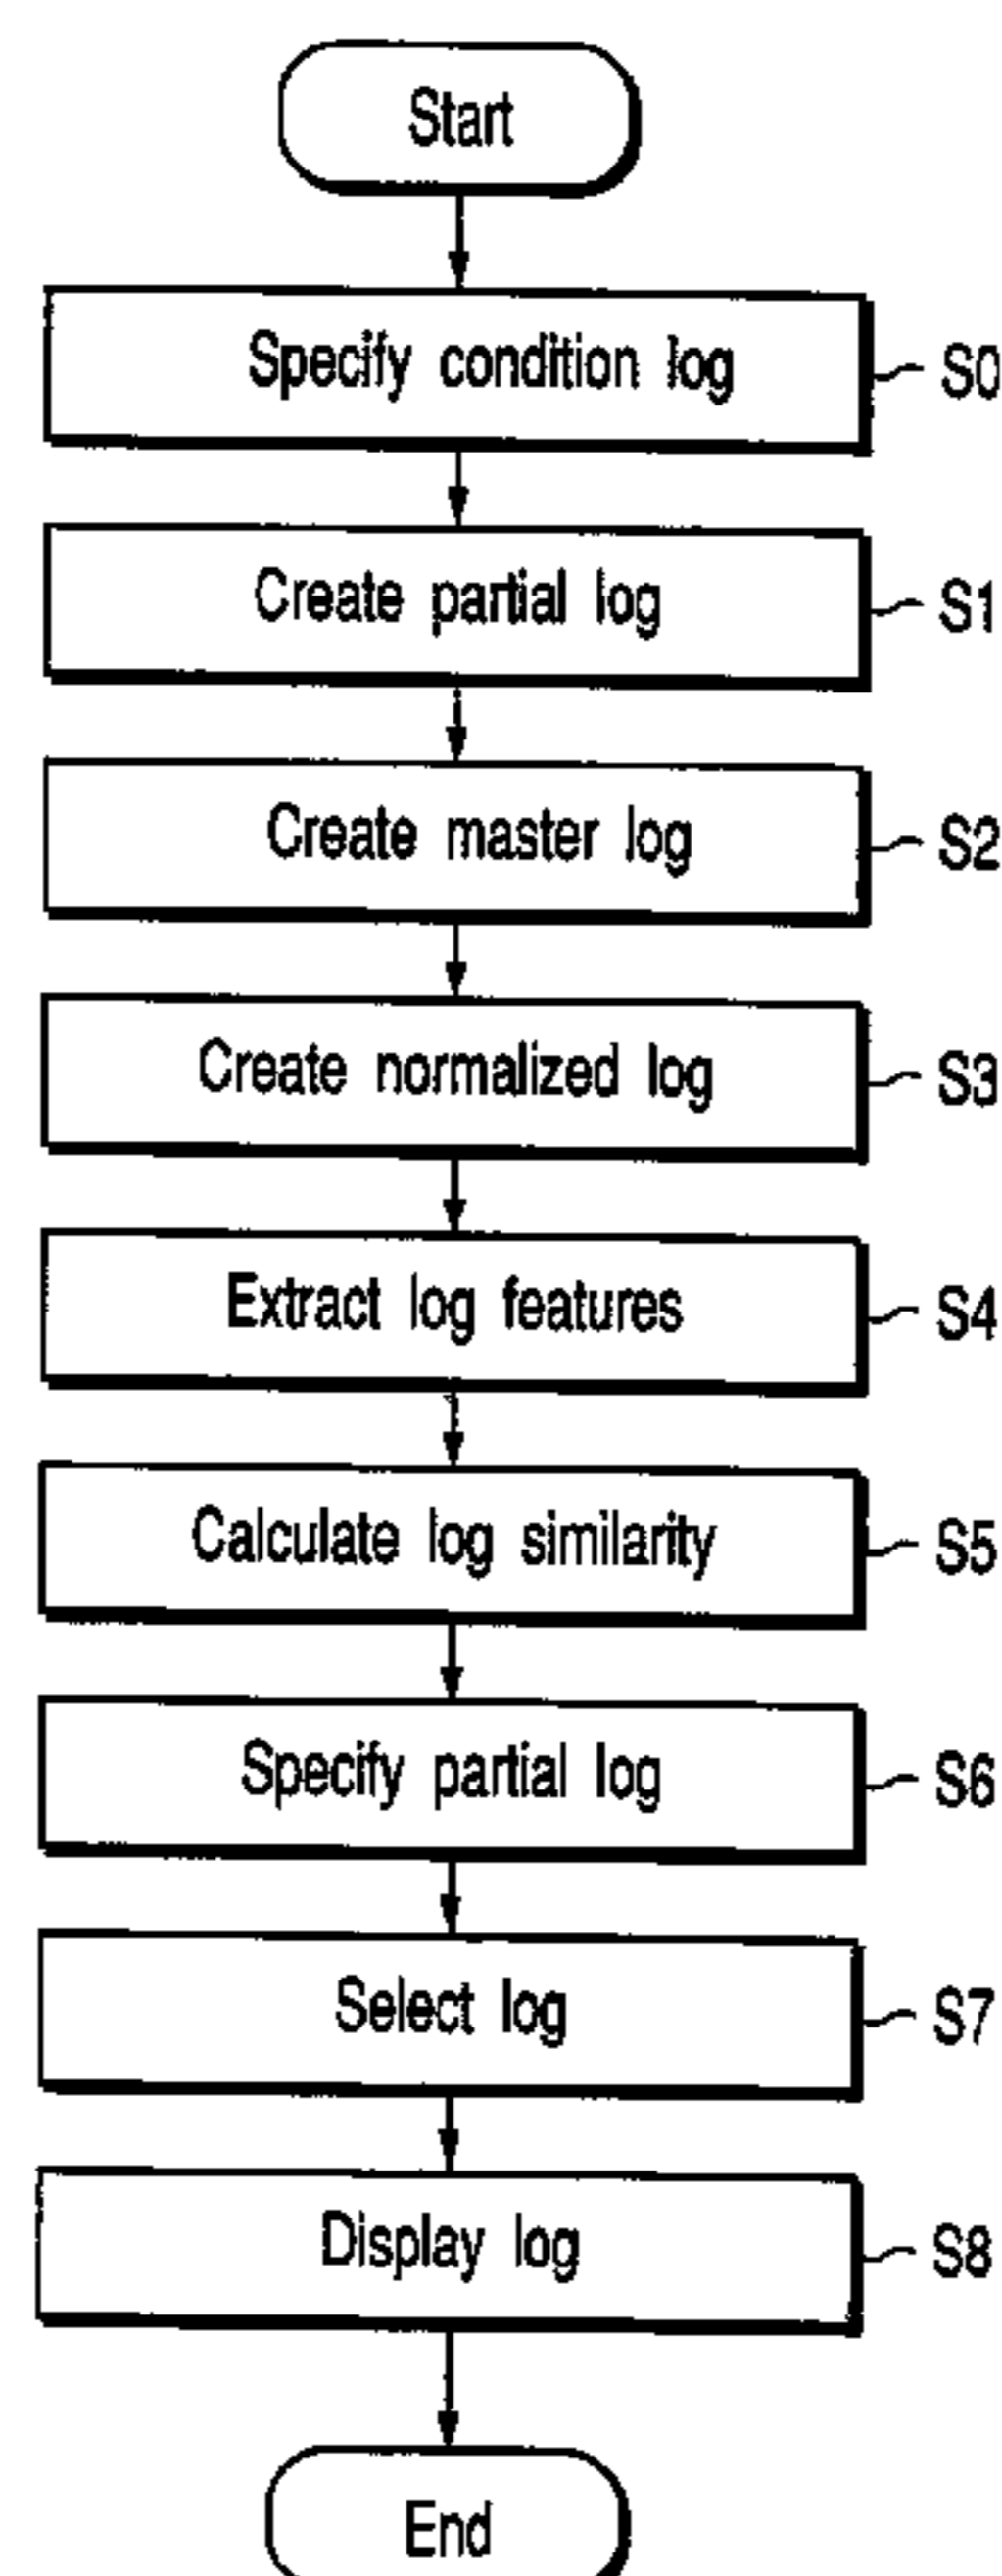 Start
Specify condition log S0
Create partial log S1
Create master log S2
Create normalized log S3
Extract log features S4
Calculate log similarity S5
Specify partial log S6
Select log S7
Display log S8
End